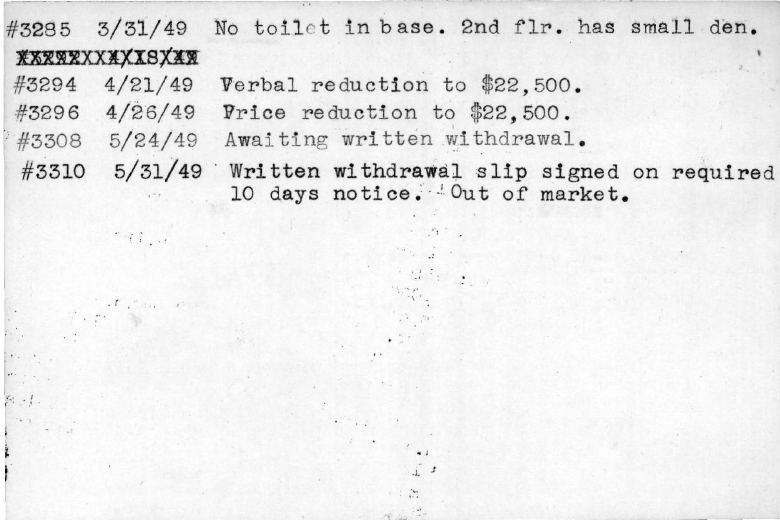 #3285 3/31/49 No toilet in base. 2nd flr. has small den.
#3294 4/21/49 Verbal reduction to $22,500.
#3296 4/26/49 Price reduction to $22,500.
#3308 5/24/49 Awaiting written withdrawal.
#3310 5/31/49 Written withdrawal slip signed on required
10 days notice. Out of market.